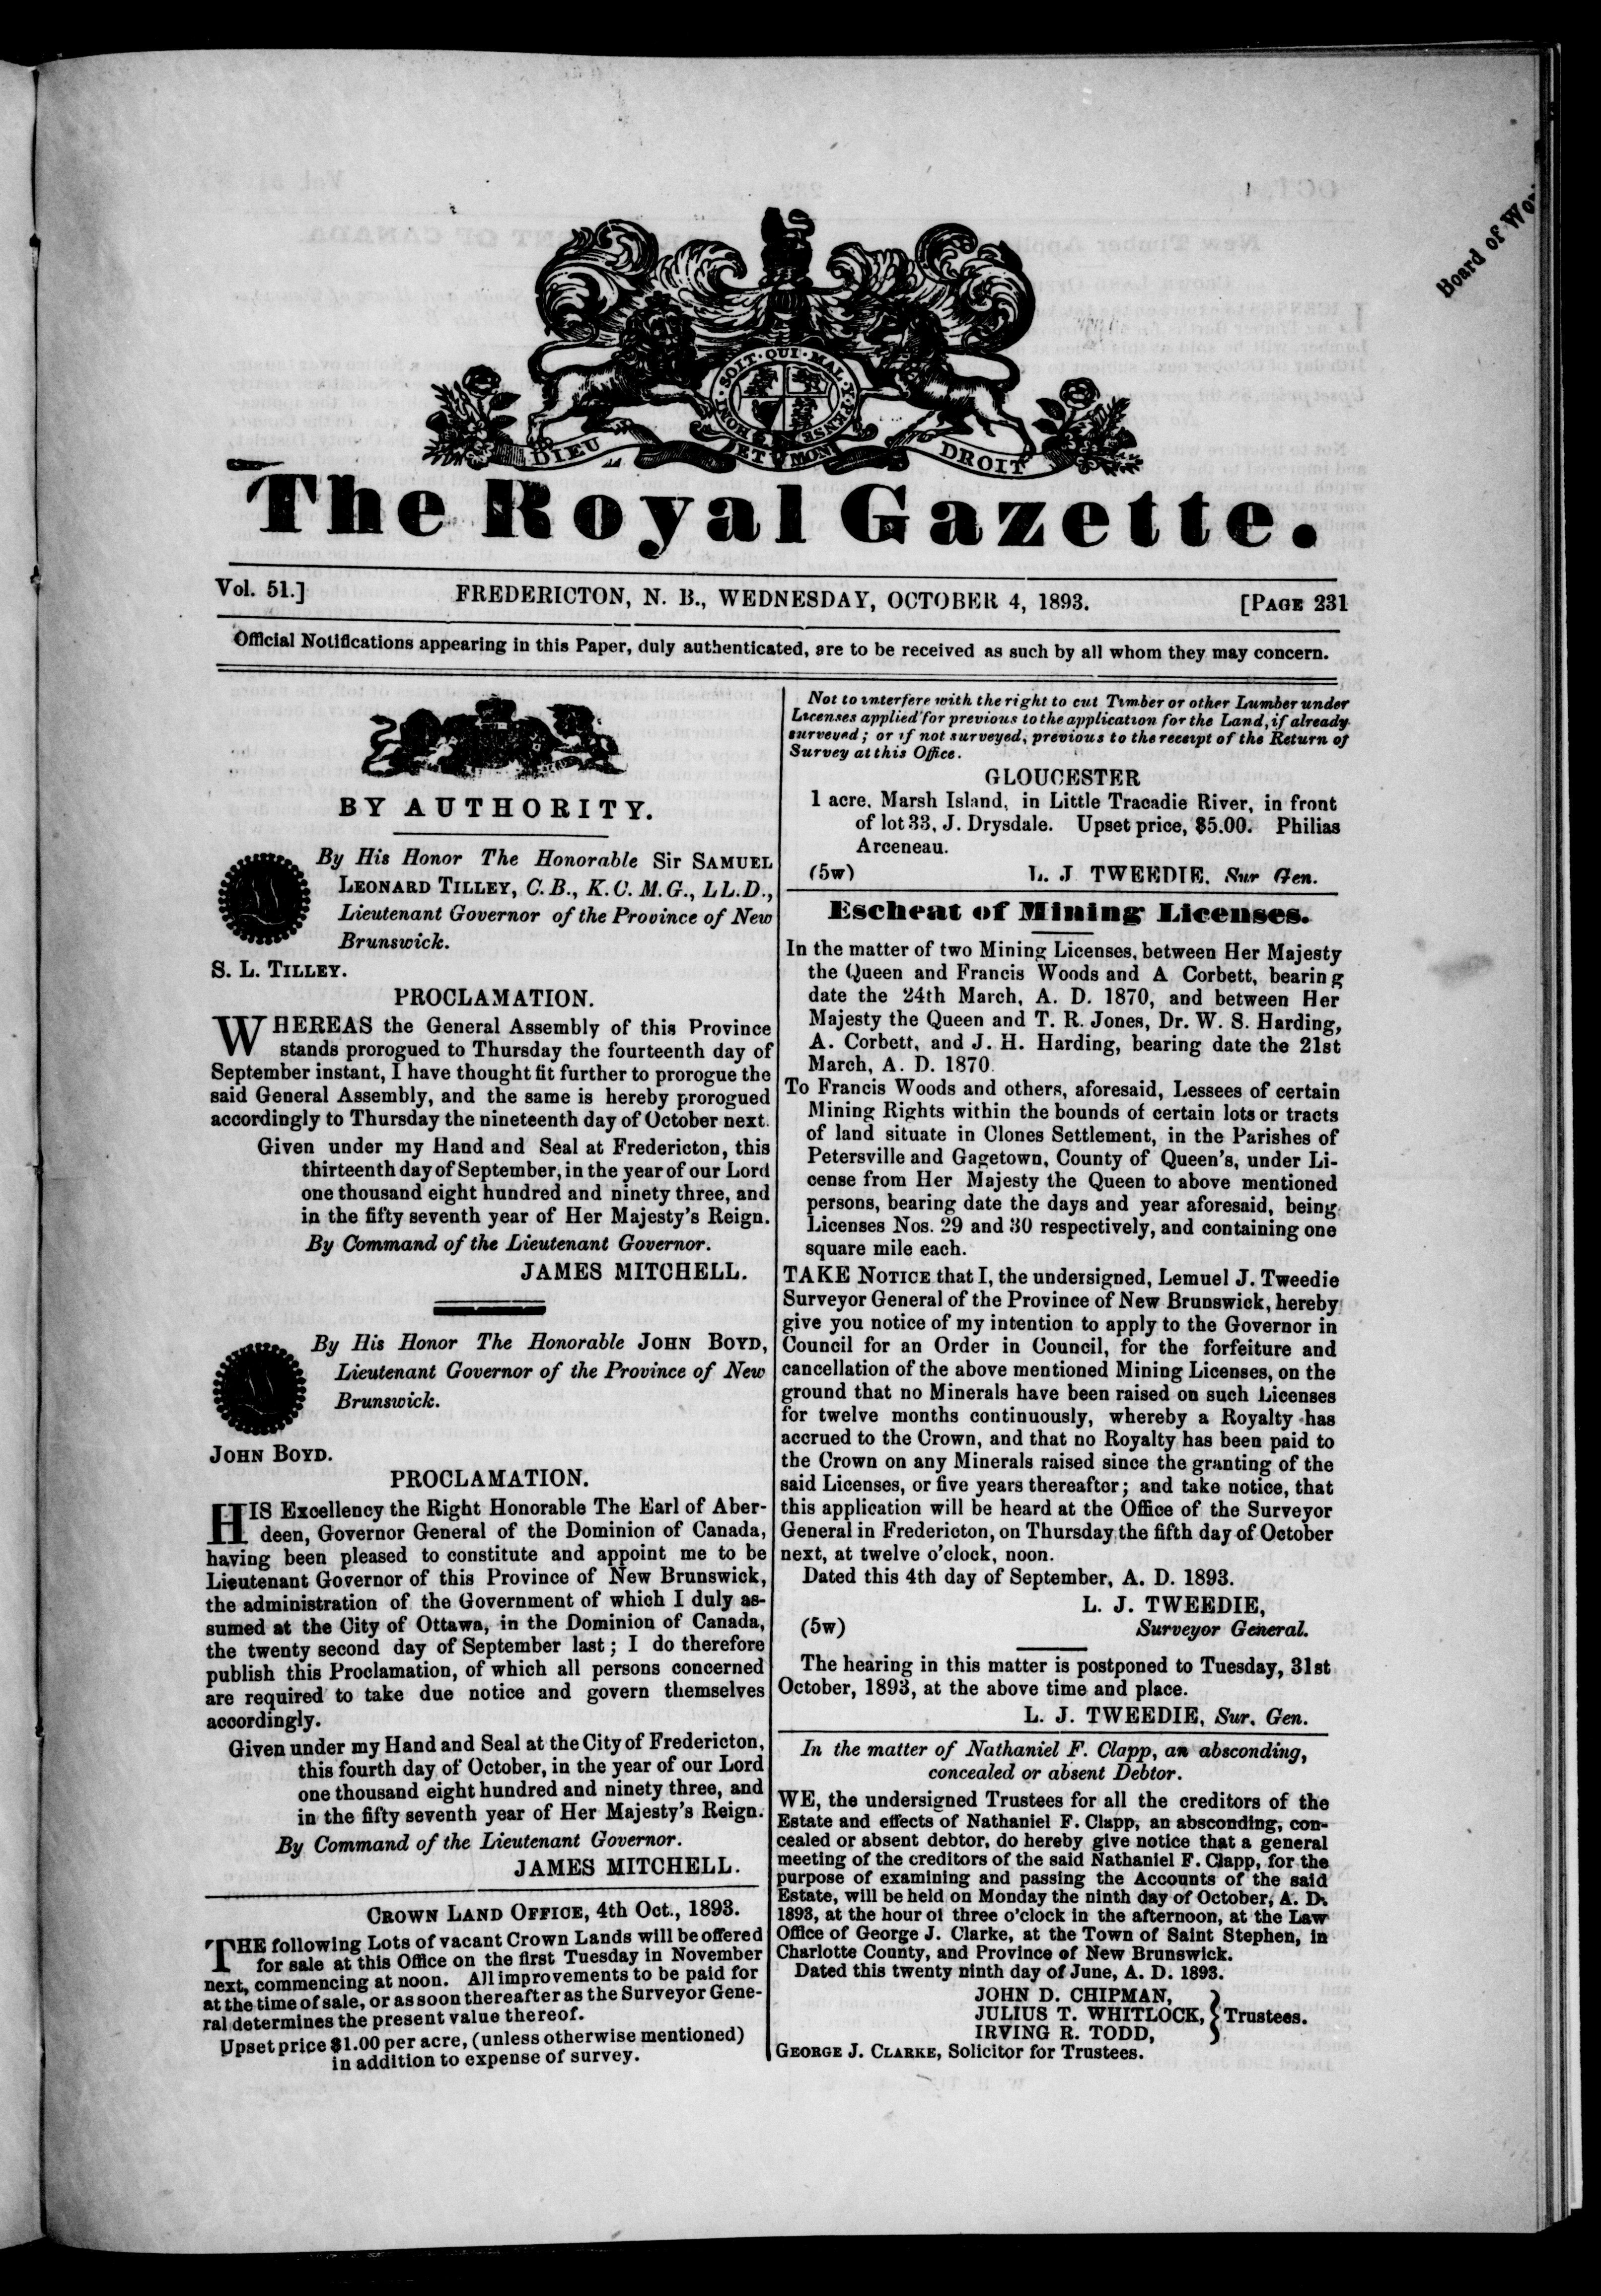 Board of Wo
HONI · SOIT · QUI · MAL · Y · PENSE
DIEU ET MON DROIT
The Royal Gazette.
Vol. 51.] FREDERICTON, N. B., WEDNESDAY, OCTOBER 4, 1893. [PAGE 231
Official Notifications appearing in this Paper, duly authenticated, are to be received as such by all whom they may concern.
BY AUTHORITY.
By His Honor The Honorable Sir SAMUEL
LEONARD TILLEY, C. B., K. C. M. G., LL.D.,
Lieutenant Governor of the Province of New
Brunswick.
S. L. TILLEY.
PROCLAMATION.
WHEREAS the General Assembly of this Province
stands prorogued to Thursday the fourteenth day of
September instant, I have thought fit further to prorogue the
said General Assembly, and the same is hereby prorogued
accordingly to Thursday the nineteenth day of October next.
Given under my Hand and Seal at Fredericton, this
thirteenth day of September, in the year of our Lord
one thousand eight hundred and ninety three, and
in the fifty seventh year of Her Majesty's Reign.
By Command of the Lieutenant Governor.
JAMES MITCHELL.
By His Honor The Honorable JOHN BOYD,
Lieutenant Governor of the Province of New
Brunswick.
JOHN BOYD.
PROCLAMATION.
HIS Excellency the Right Honorable The Earl of Aber-
deen, Governor General of the Dominion of Canada,
having been pleased to constitute and appoint me to be
Lieutenant Governor of this Province of New Brunswick,
the administration of the Government of which I duly as-
sumed at the City of Ottawa, in the Dominion of Canada,
the twenty second day of September last; I do therefore
publish this Proclamation, of which all persons concerned
are required to take due notice and govern themselves
accordingly.
Given under my Hand and Seal at the City of Fredericton,
this fourth day of October, in the year of our Lord
one thousand eight hundred and ninety three, and
in the fifty seventh year of Her Majesty's Reign.
By Command of the Lieutenant Governor.
JAMES MITCHELL.
CROWN LAND OFFICE, 4th Oct., 1893.
THE following Lots of vacant Crown Lands will be offered
for sale at this Office on the first Tuesday in November
next, commencing at noon. All improvements to be paid for
at the time of sale, or as soon thereafter as the Surveyor Gene-
ral determines the present value thereof.
Upset price $1.00 per acre, (unless otherwise mentioned)
in addition to expense of survey.
Not to interfere with the right to cut Timber or other Lumber under
Licenses applied for previous to the application for the Land, if already
surveyed; or if not surveyed, previous to the receipt of the Return of
Survey at this Office.
GLOUCESTER
1 acre, Marsh Island, in Little Tracadie River, in front
of lot 33, J. Drysdale. Upset price, $5.00. Philias
Arceneau.
(5w) L. J TWEEDIE. Sur Gen.
Escheat of Mining Licenses.
In the matter of two Mining Licenses, between Her Majesty
the Queen and Francis Woods and A Corbett, bearing
date the 24th March, A. D. 1870, and between Her
Majesty the Queen and T. R. Jones, Dr. W. S. Harding,
A. Corbett, and J. H. Harding, bearing date the 21st
March, A. D. 1870.
To Francis Woods and others, aforesaid, Lessees of certain
Mining Rights within the bounds of certain lots or tracts
of land situate in Clones Settlement, in the Parishes of
Petersville and Gagetown, County of Queen's, under Li-
cense from Her Majesty the Queen to above mentioned
persons, bearing date the days and year aforesaid, being
Licenses Nos. 29 and 30 respectively, and containing one
square mile each.
TAKE NOTICE that I, the undersigned, Lemuel J. Tweedie
Surveyor General of the Province of New Brunswick, hereby
give you notice of my intention to apply to the Governor in
Council for an Order in Council, for the forfeiture and
cancellation of the above mentioned Mining Licenses, on the
ground that no Minerals have been raised on such Licenses
for twelve months continuously, whereby a Royalty has
accrued to the Crown, and that no Royalty has been paid to
the Crown on any Minerals raised since the granting of the
said Licenses, or five years thereafter; and take notice, that
this application will be heard at the Office of the Surveyor
General in Fredericton, on Thursday the fifth day of October
next, at twelve o'clock, noon.
Dated this 4th day of September, A. D. 1893.
L. J. TWEEDIE,
(5w) Surveyor General.
The hearing in this matter is postponed to Tuesday, 31st
October, 1893, at the above time and place.
L. J. TWEEDIE, Sur. Gen.
In the matter of Nathaniel F. Clapp, an absconding,
concealed or absent Debtor.
WE, the undersigned Trustees for all the creditors of the
Estate and effects of Nathaniel F. Clapp, an absconding, con-
cealed or absent debtor, do hereby give notice that a general
meeting of the creditors of the said Nathaniel F. Clapp, for the
purpose of examining and passing the Accounts of the said
Estate, will be held on Monday the ninth day of October, A. D.
1893, at the hour of three o'clock in the afternoon, at the Law
Office of George J. Clarke, at the Town of Saint Stephen, in
Charlotte County, and Province of New Brunswick.
Dated this twenty ninth day of June, A. D. 1893.
JOHN D. CHIPMAN,
JULIUS T. WHITLOCK, } Trustees.
IRVING R. TODD,
GEORGE J. CLARKE, Solicitor for Trustees.